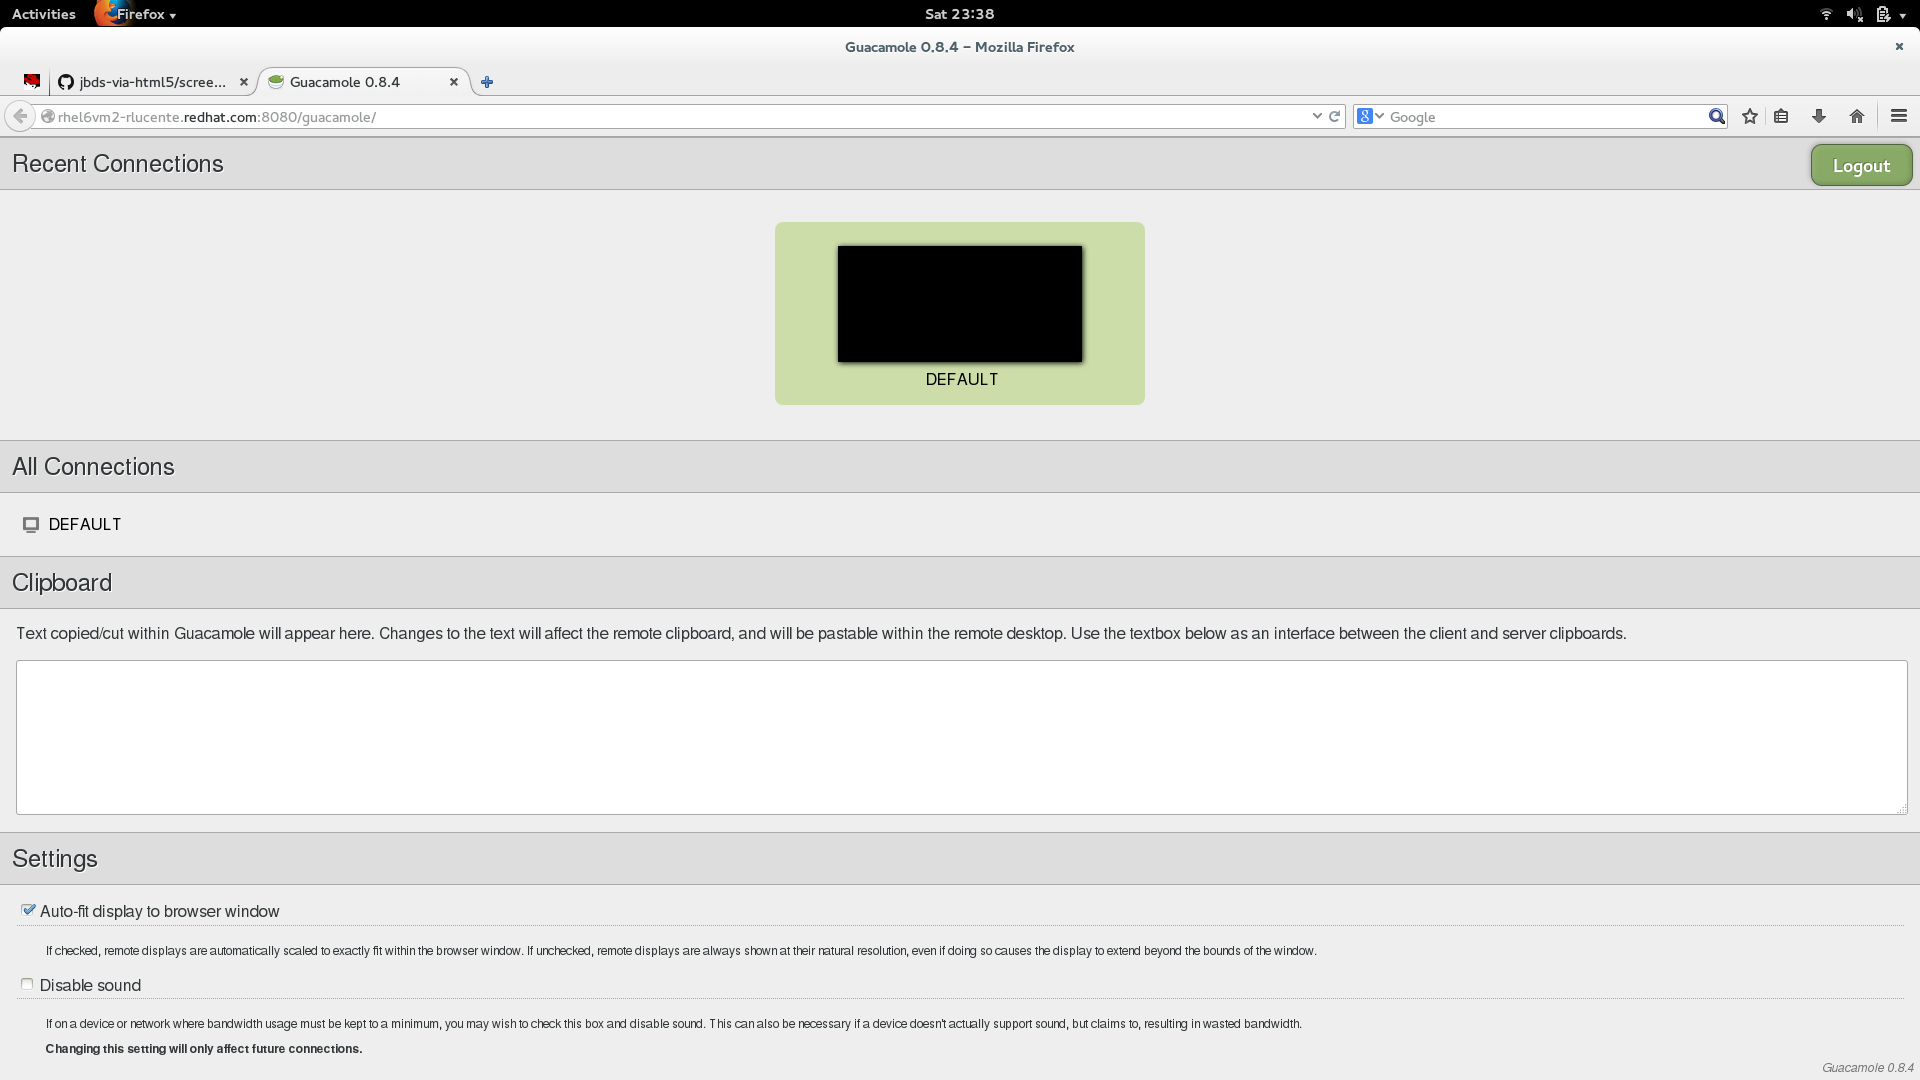 Activities Firefox Sat 23:38
Guacamole 0.8.4 – Mozilla Firefox
jbds-via-html5/scree... Guacamole 0.8.4
rhel6vm2-rlucente.redhat.com:8080/guacamole/ 8 Google
Recent Connections Logout
DEFAULT
All Connections
DEFAULT
Clipboard
Text copied/cut within Guacamole will appear here. Changes to the text will affect the remote clipboard, and will be pastable within the remote desktop. Use the textbox below as an interface between the client and server clipboards.
Settings
Auto-fit display to browser window
If checked, remote displays are automatically scaled to exactly fit within the browser window. If unchecked, remote displays are always shown at their natural resolution, even if doing so causes the display to extend beyond the bounds of the window.
Disable sound
If on a device or network where bandwidth usage must be kept to a minimum, you may wish to check this box and disable sound. This can also be necessary if a device doesn't actually support sound, but claims to, resulting in wasted bandwidth.
Changing this setting will only affect future connections.
Guacamole 0.8.4